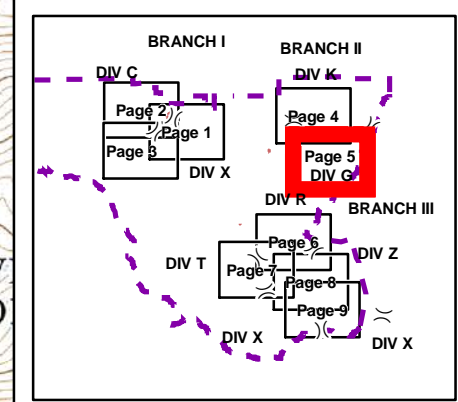 BRANCH I
BRANCH II
DIV C
DIV K
Page 2
Page 4
Page 1
Page 3
Page 5
DIV X
DIV G
DIV R
BRANCH III
Page 6
DIV Z
DIV T
Page 7
Page 8
Page 9
DIV X
DIV X